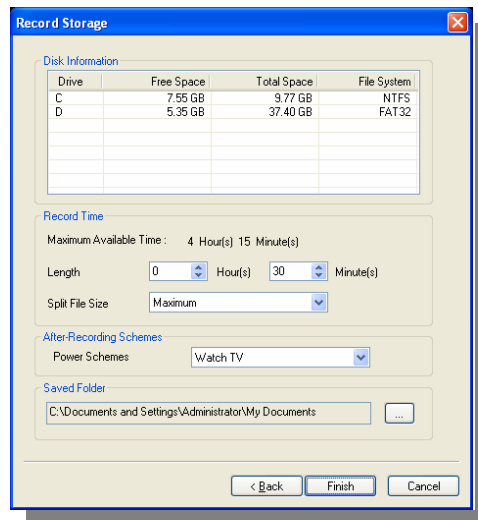 Record Storage
Disk Information
Drive Free Space Total Space File System
C 7.55 GB 9.77 GB NTFS
D 5.35 GB 37.40 GB FAT32
Record Time
Maximum Available Time : 4 Hour(s) 15 Minute(s)
Length 0 Hour(s) 30 Minute(s)
Split File Size Maximum
After-Recording Schemes
Power Schemes Watch TV
Saved Folder
C:\Documents and Settings\Administrator\My Documents ...
< Back Finish Cancel